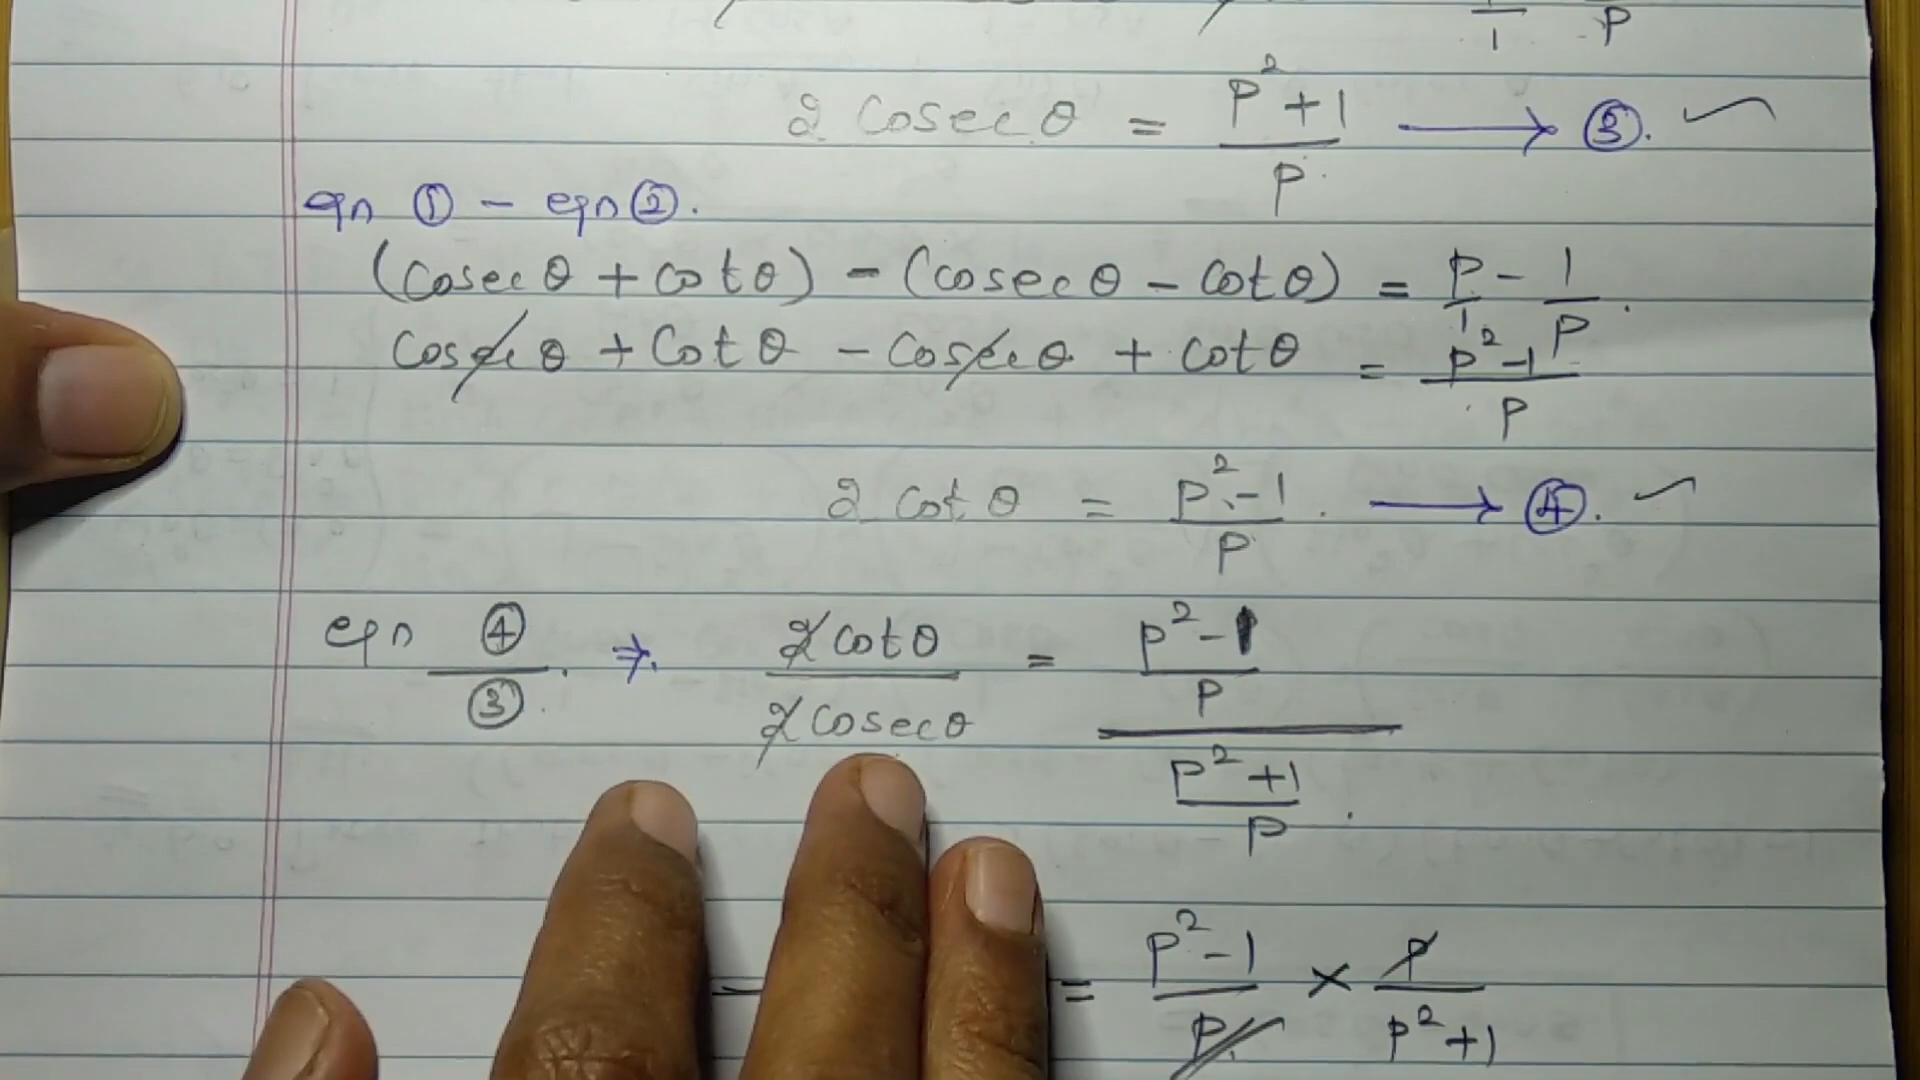 1 P
2 cosec θ = p² + 1 / p → ③.
eqn ① - eqn ②.
(cosec θ + cot θ) - (cosec θ - cot θ) = p/1 - 1/p.
cosec θ + cot θ - cosec θ + cot θ = p² - 1 / p
2 cot θ = p² - 1 / p. → ④.
eqn ④ / ③. ⇒. 2 cot θ / 2 cosec θ = p² - 1 / p / p² + 1 / p.
= p² - 1 / p × p / p² + 1